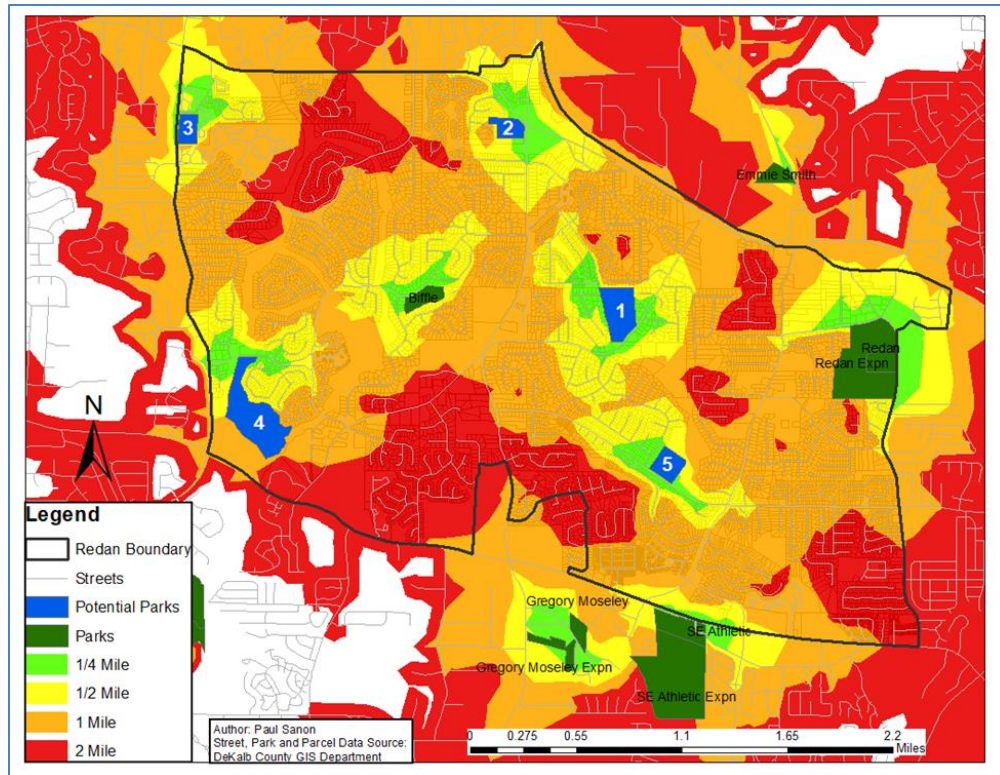 3
2
Emmie Smith
Biffle
1
Redan
Redan Expn
4
N
5
Legend
Redan Boundary
Streets
Potential Parks
Parks
1/4 Mile
1/2 Mile
1 Mile
2 Mile
Gregory Moseley
SE Athletic
Gregory Moseley Expn
SE Athletic Expn
Author: Paul Sanon
Street, Park and Parcel Data Source:
DeKalb County GIS Department
0 0.275 0.55 1.1 1.65 2.2
Miles